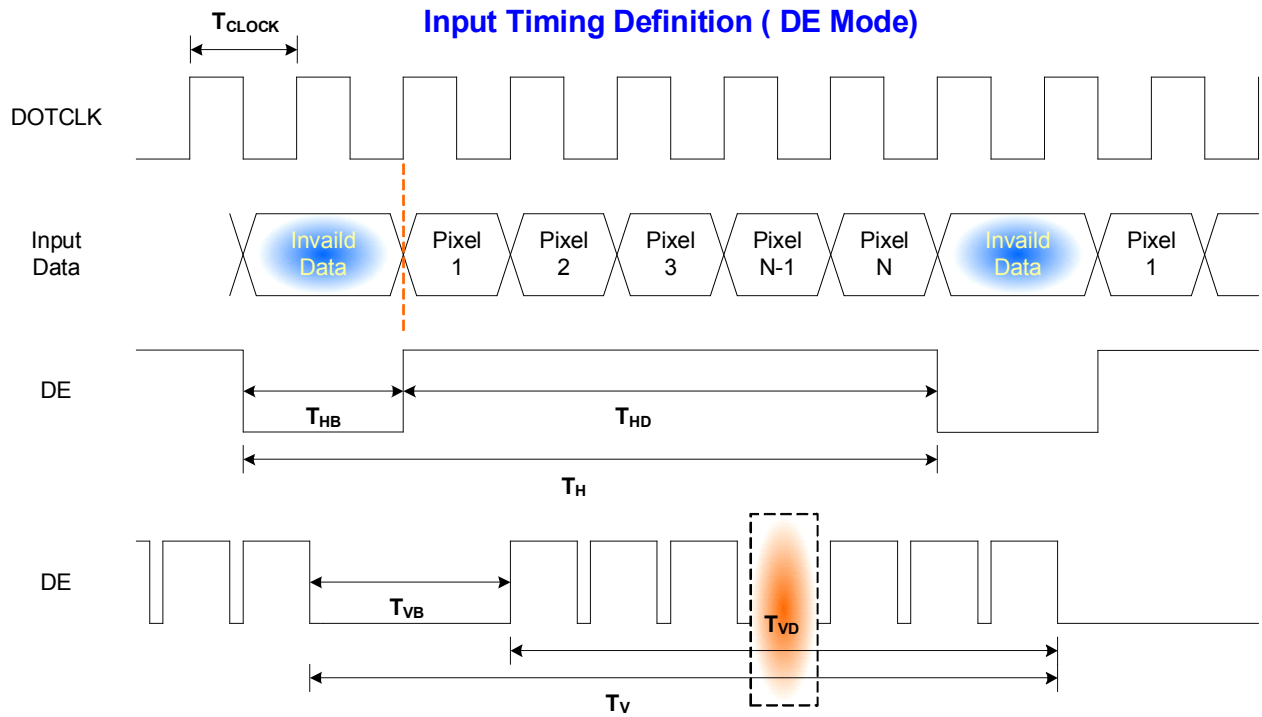 Input Timing Definition ( DE Mode)
TCLOCK
DOTCLK
Input
Data
Invaild
Data
Pixel
1
Pixel
2
Pixel
3
Pixel
N-1
Pixel
N
Invaild
Data
Pixel
1
DE
THB
THD
TH
DE
TVB
TVD
TV